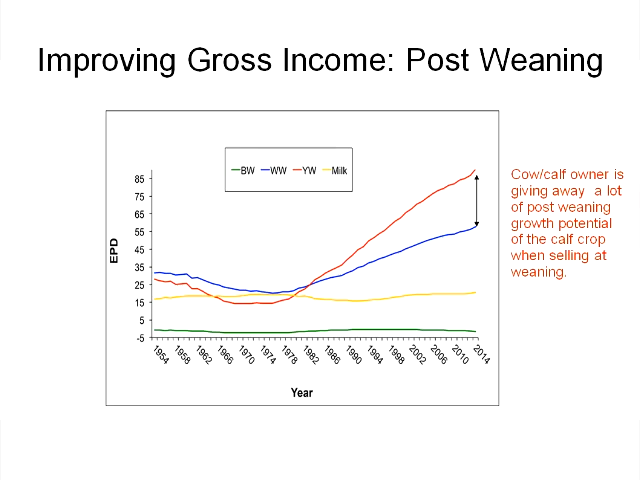 Improving Gross Income: Post Weaning
BW WW YW Milk
85
75
65
55
45
35
25
15
5
-5
EPD
1954 1958 1962 1966 1970 1974 1978 1982 1986 1990 1994 1998 2002 2006 2010 2014
Year
Cow/calf owner is
giving away a lot
of post weaning
growth potential
of the calf crop
when selling at
weaning.